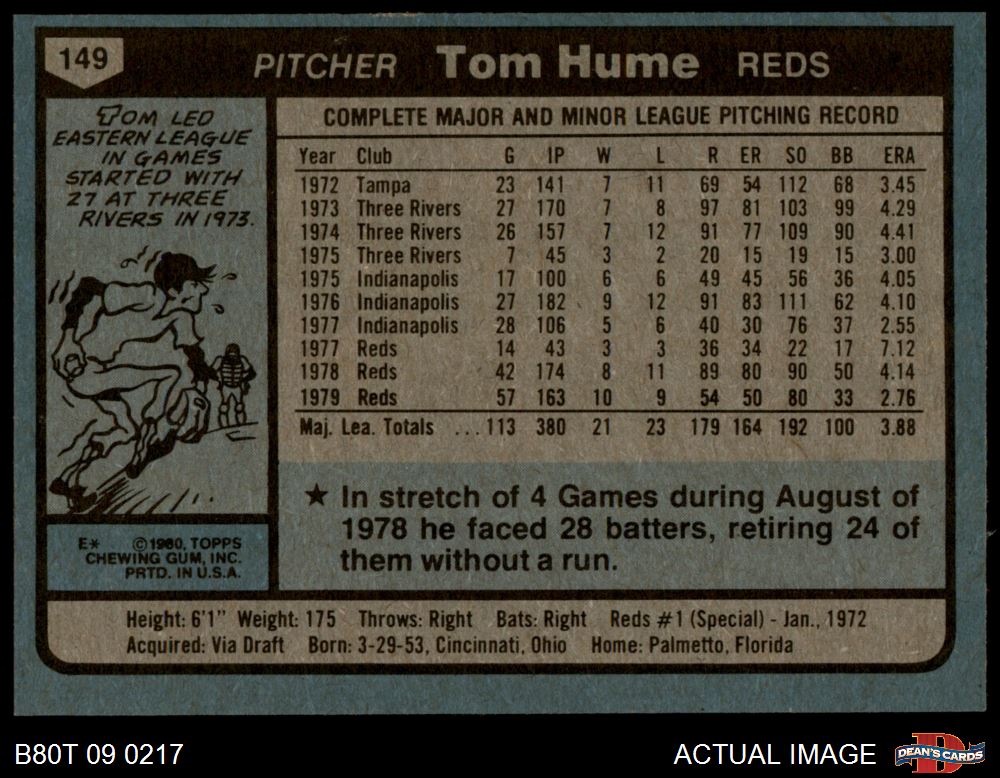 149
PITCHER Tom Hume REDS
TOM LED
EASTERN LEAGUE
IN GAMES
STARTED WITH
27 AT THREE
RIVERS IN 1973.
COMPLETE MAJOR AND MINOR LEAGUE PITCHING RECORD
Year Club G IP W L R ER SO BB ERA
1972 Tampa 23 141 7 11 69 54 112 68 3.45
1973 Three Rivers 27 170 7 8 97 81 103 99 4.29
1974 Three Rivers 26 157 7 12 91 77 109 90 4.41
1975 Three Rivers 7 45 3 2 20 15 19 15 3.00
1975 Indianapolis 17 100 6 6 49 45 56 36 4.05
1976 Indianapolis 27 182 9 12 91 83 111 62 4.10
1977 Indianapolis 28 106 5 6 40 30 76 37 2.55
1977 Reds 14 43 3 3 36 34 22 17 7.12
1978 Reds 42 174 8 11 89 80 90 50 4.14
1979 Reds 57 163 10 9 54 50 80 33 2.76
Maj. Lea. Totals ...113 380 21 23 179 164 192 100 3.88
★ In stretch of 4 Games during August of
1978 he faced 28 batters, retiring 24 of
them without a run.
E* ©1980, TOPPS
CHEWING GUM, INC.
PRTD. IN U.S.A.
Height: 6'1" Weight: 175 Throws: Right Bats: Right Reds #1 (Special) - Jan., 1972
Acquired: Via Draft Born: 3-29-53, Cincinnati, Ohio Home: Palmetto, Florida
B80T 09 0217 ACTUAL IMAGE DEAN'S CARDS